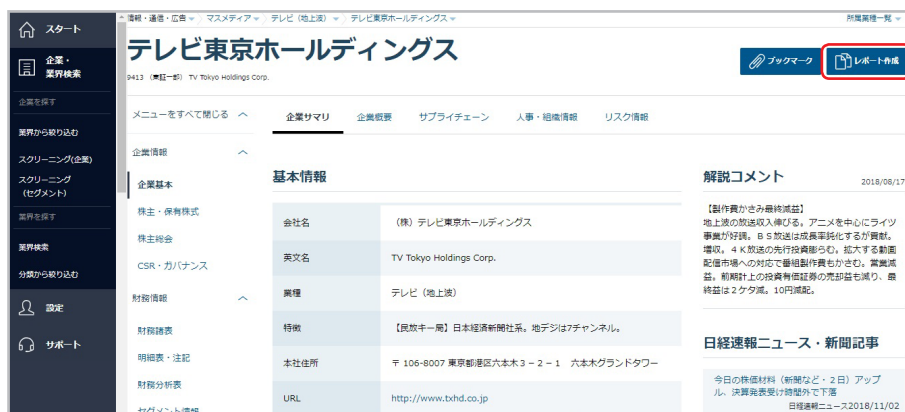 スタート
企業・
業界検索
企業を探す
業界から絞り込む
スクリーニング(企業)
スクリーニング
(セグメント)
業界を探す
業界検索
分類から絞り込む
設定
サポート
情報・通信・広告 マスメディア テレビ（地上波） テレビ東京ホールディングス
所属業種一覧
テレビ東京ホールディングス
9413 （東証一部） TV Tokyo Holdings Corp.
ブックマーク
レポート作成
メニューをすべて閉じる
企業情報
企業基本
株主・保有株式
株主総会
CSR・ガバナンス
財務情報
財務諸表
明細表・注記
財務分析表
セグメント情報
企業サマリ 企業概要 サプライチェーン 人事・組織情報 リスク情報
基本情報
会社名 （株）テレビ東京ホールディングス
英文名 TV Tokyo Holdings Corp.
業種 テレビ（地上波）
特徴 【民放キー局】日本経済新聞社系。地デジは7チャンネル。
本社住所 〒 106-8007 東京都港区六本木３－２－１　六本木グランドタワー
URL http://www.txhd.co.jp
解説コメント 2018/08/17
【製作費かさみ最終減益】
地上波の放送収入伸びる。アニメを中心にライツ
事業が好調。ＢＳ放送は成長率鈍化するが貢献。
増収。４Ｋ放送の先行投資膨らむ。拡大する動画
配信市場への対応で番組製作費もかさむ。営業減
益。前期計上の投資有価証券の売却益も減り、最
終益は２ケタ減。10円減配。
日経速報ニュース・新聞記事
今日の株価材料（新聞など・２日）アップ
ル、決算発表受け時間外で下落
日経速報ニュース2018/11/02